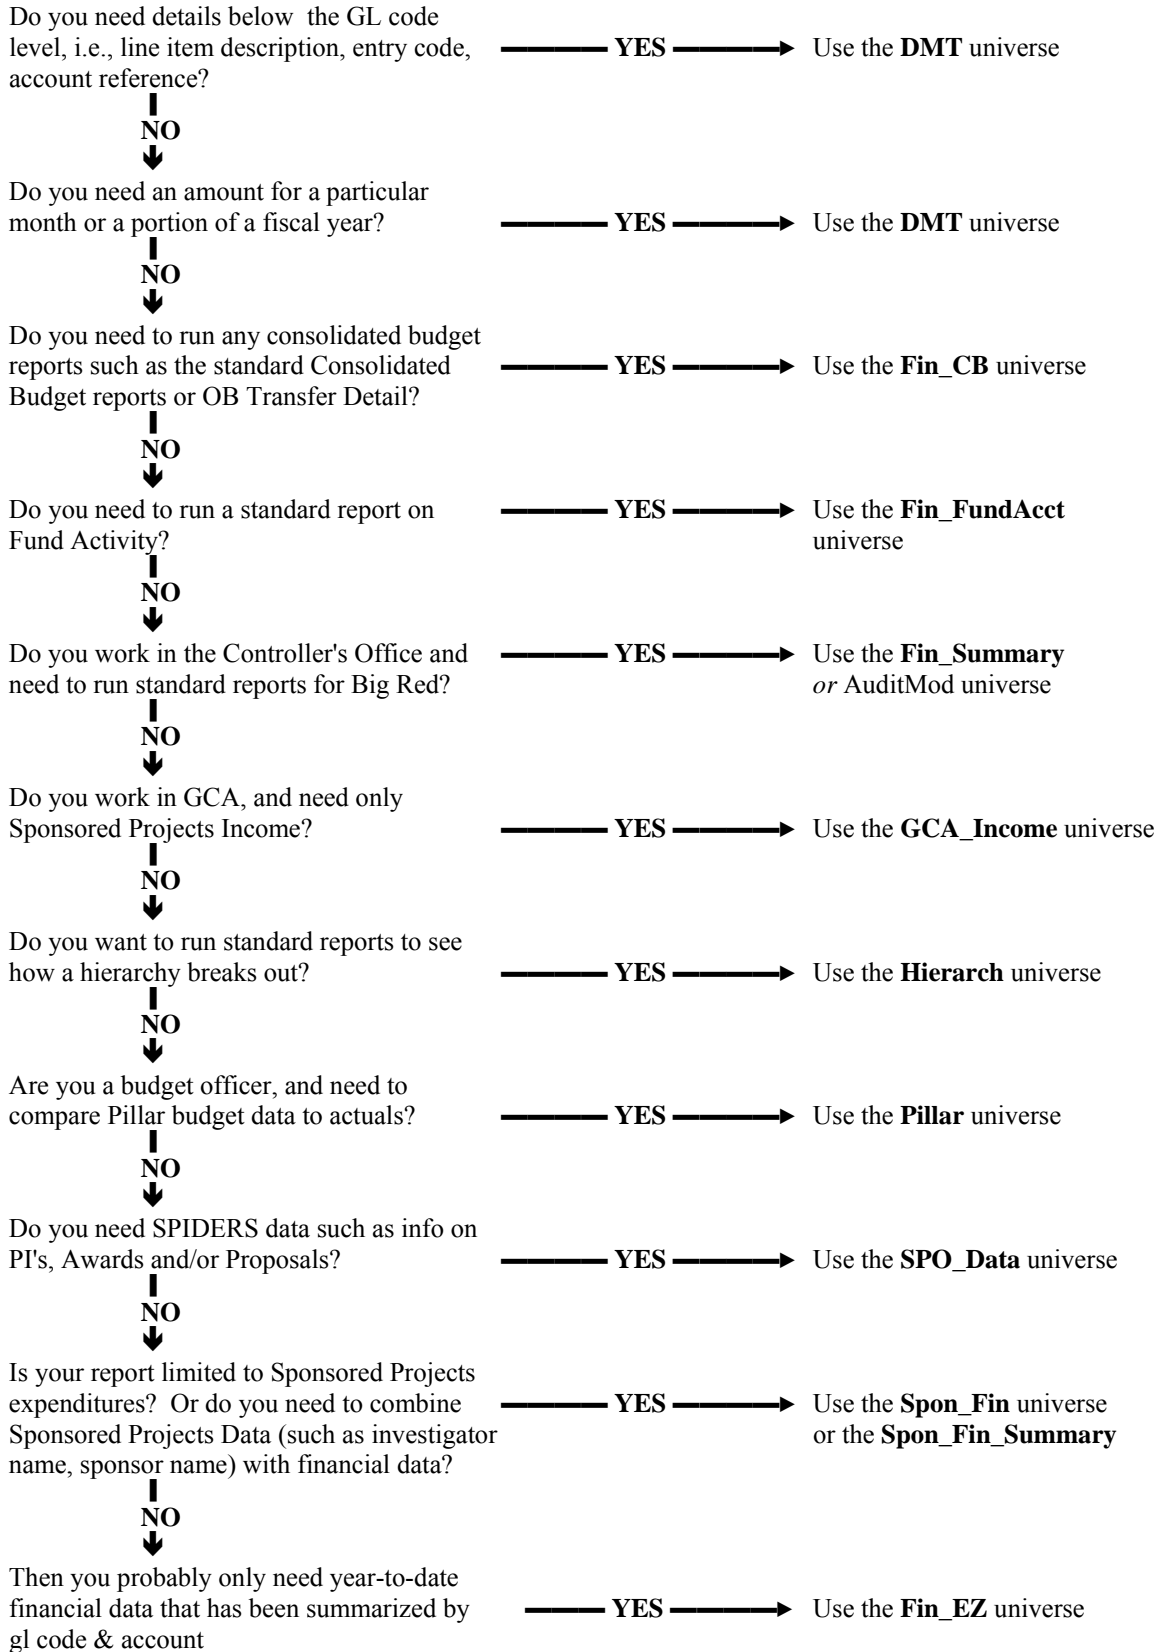 Do you need details below the GL code
level, i.e., line item description, entry code,
account reference?
YES
Use the DMT universe
NO
Do you need an amount for a particular
month or a portion of a fiscal year?
YES
Use the DMT universe
NO
Do you need to run any consolidated budget
reports such as the standard Consolidated
Budget reports or OB Transfer Detail?
YES
Use the Fin_CB universe
NO
Do you need to run a standard report on
Fund Activity?
YES
Use the Fin_FundAcct
universe
NO
Do you work in the Controller's Office and
need to run standard reports for Big Red?
YES
Use the Fin_Summary
or AuditMod universe
NO
Do you work in GCA, and need only
Sponsored Projects Income?
YES
Use the GCA_Income universe
NO
Do you want to run standard reports to see
how a hierarchy breaks out?
YES
Use the Hierarch universe
NO
Are you a budget officer, and need to
compare Pillar budget data to actuals?
YES
Use the Pillar universe
NO
Do you need SPIDERS data such as info on
PI's, Awards and/or Proposals?
YES
Use the SPO_Data universe
NO
Is your report limited to Sponsored Projects
expenditures? Or do you need to combine
Sponsored Projects Data (such as investigator
name, sponsor name) with financial data?
YES
Use the Spon_Fin universe
or the Spon_Fin_Summary
NO
Then you probably only need year-to-date
financial data that has been summarized by
gl code & account
YES
Use the Fin_EZ universe